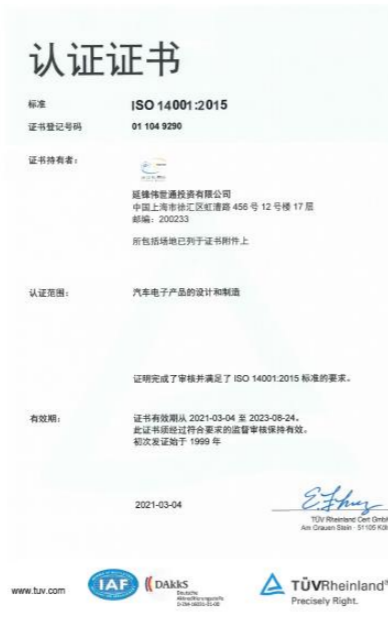 认证证书
标准 ISO 14001:2015
证书登记号码 01 104 9290
证书持有者：
延锋伟世通投资有限公司
中国上海市徐汇区虹漕路 456 号 12 号楼 17 层
邮编：200233
所包括场地已列于证书附件上
认证范围： 汽车电子产品的设计和制造
证明完成了审核并满足了 ISO 14001:2015 标准的要求。
有效期： 证书有效期从 2021-03-04 至 2023-08-24。
此证书须经过符合要求的监督审核保持有效。
初次发证始于 1999 年
2021-03-04
TÜV Rheinland Cert GmbH
Am Grauen Stein · 51105 Köl
www.tuv.com
IAF
DAkkS
Deutsche
Akkreditierungsstelle
TÜVRheinland®
Precisely Right.